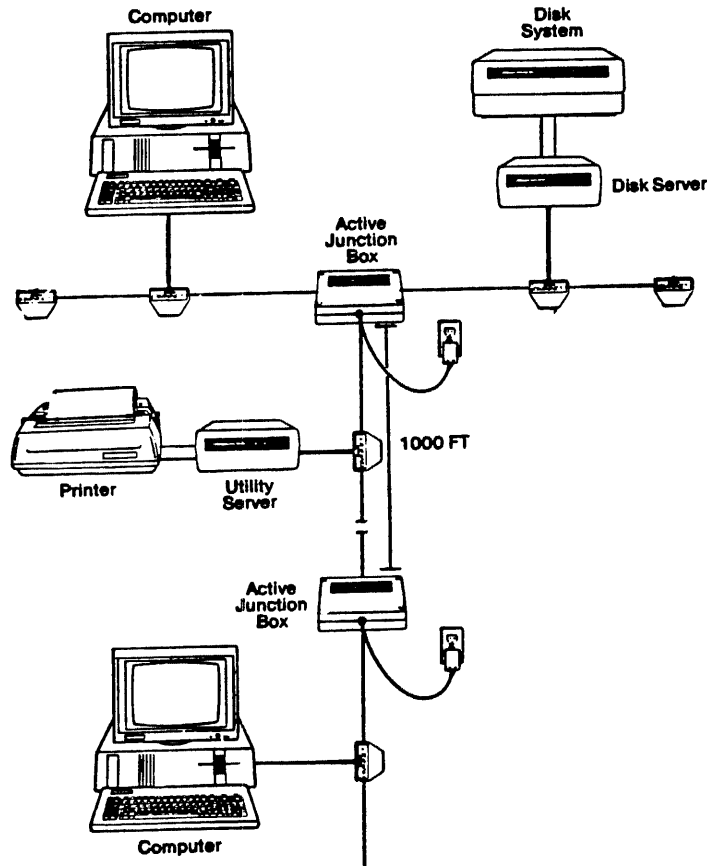 Computer
Disk
System
Disk Server
Active
Junction
Box
1000 FT
Printer
Utility
Server
Active
Junction
Box
Computer